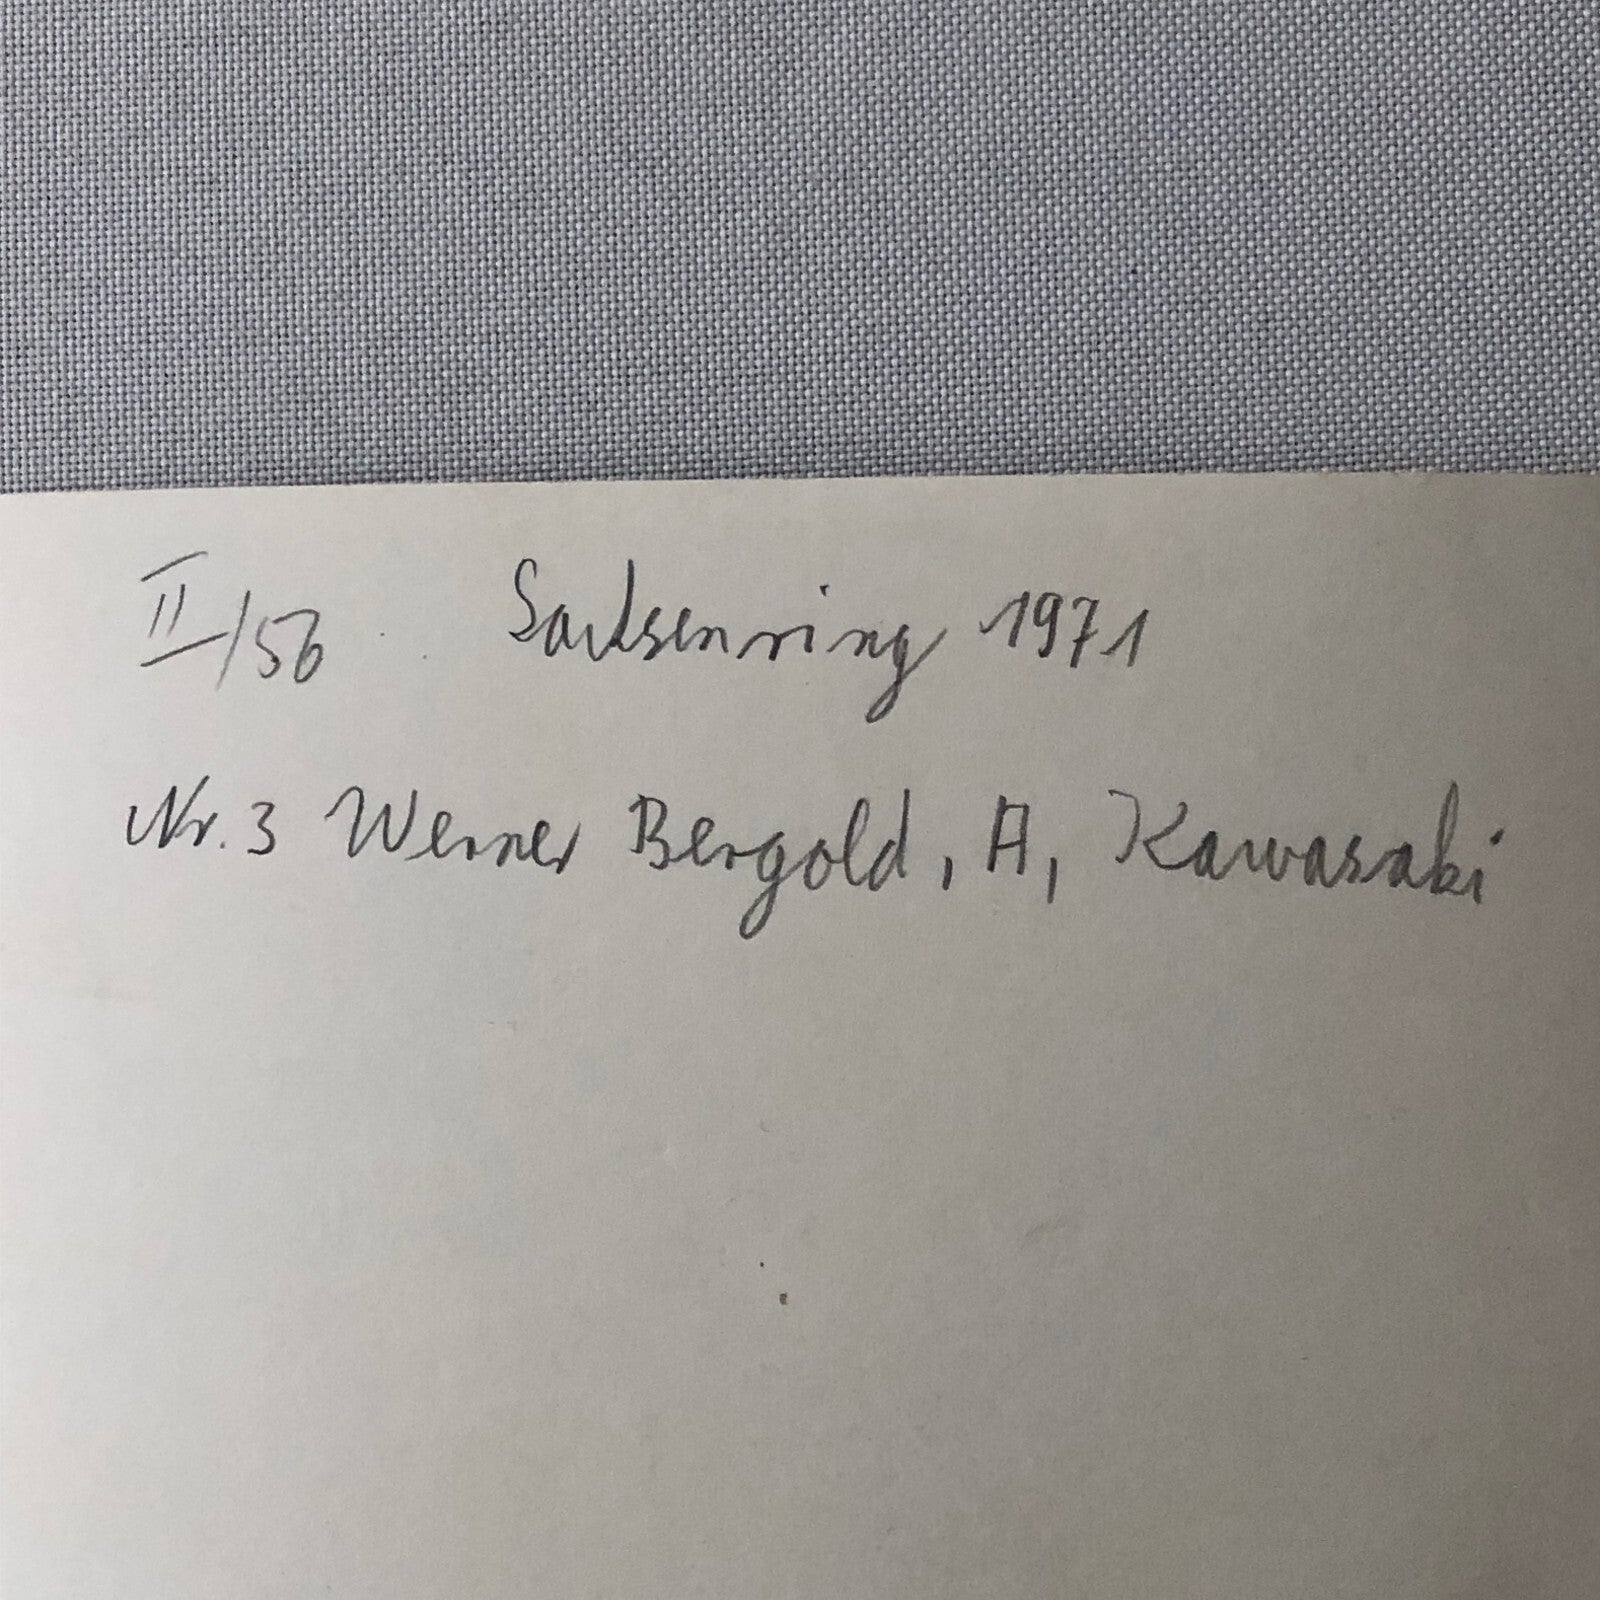 II/56 Sachsenring 1971
Nr. 3 Werner Bergold, A, Kawasaki